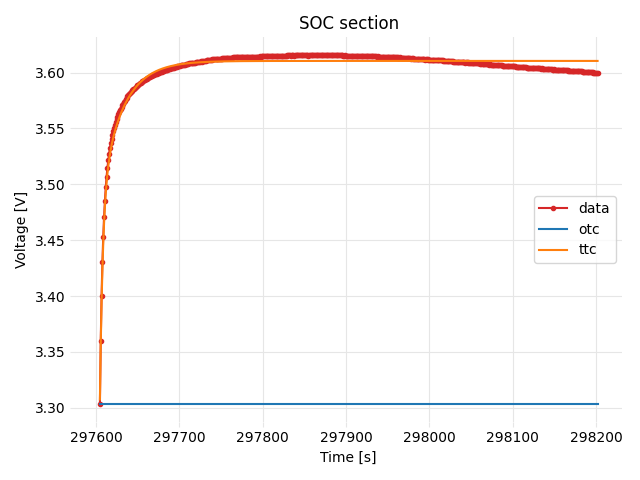 SOC section
Voltage [V]
3.60
3.55
3.50
3.45
3.40
3.35
3.30
data
otc
ttc
297600 297700 297800 297900 298000 298100 298200
Time [s]